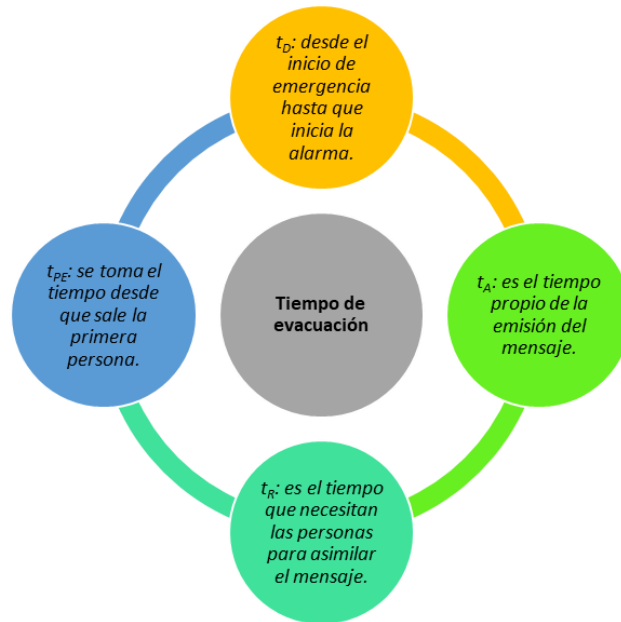 t_D: desde el
inicio de
emergencia
hasta que
inicia la
alarma.
t_PE: se toma el
tiempo desde
que sale la
primera
persona.
Tiempo de
evacuación
t_A: es el tiempo
propio de la
emisión del
mensaje.
t_R: es el tiempo
que necesitan
las personas
para asimilar
el mensaje.